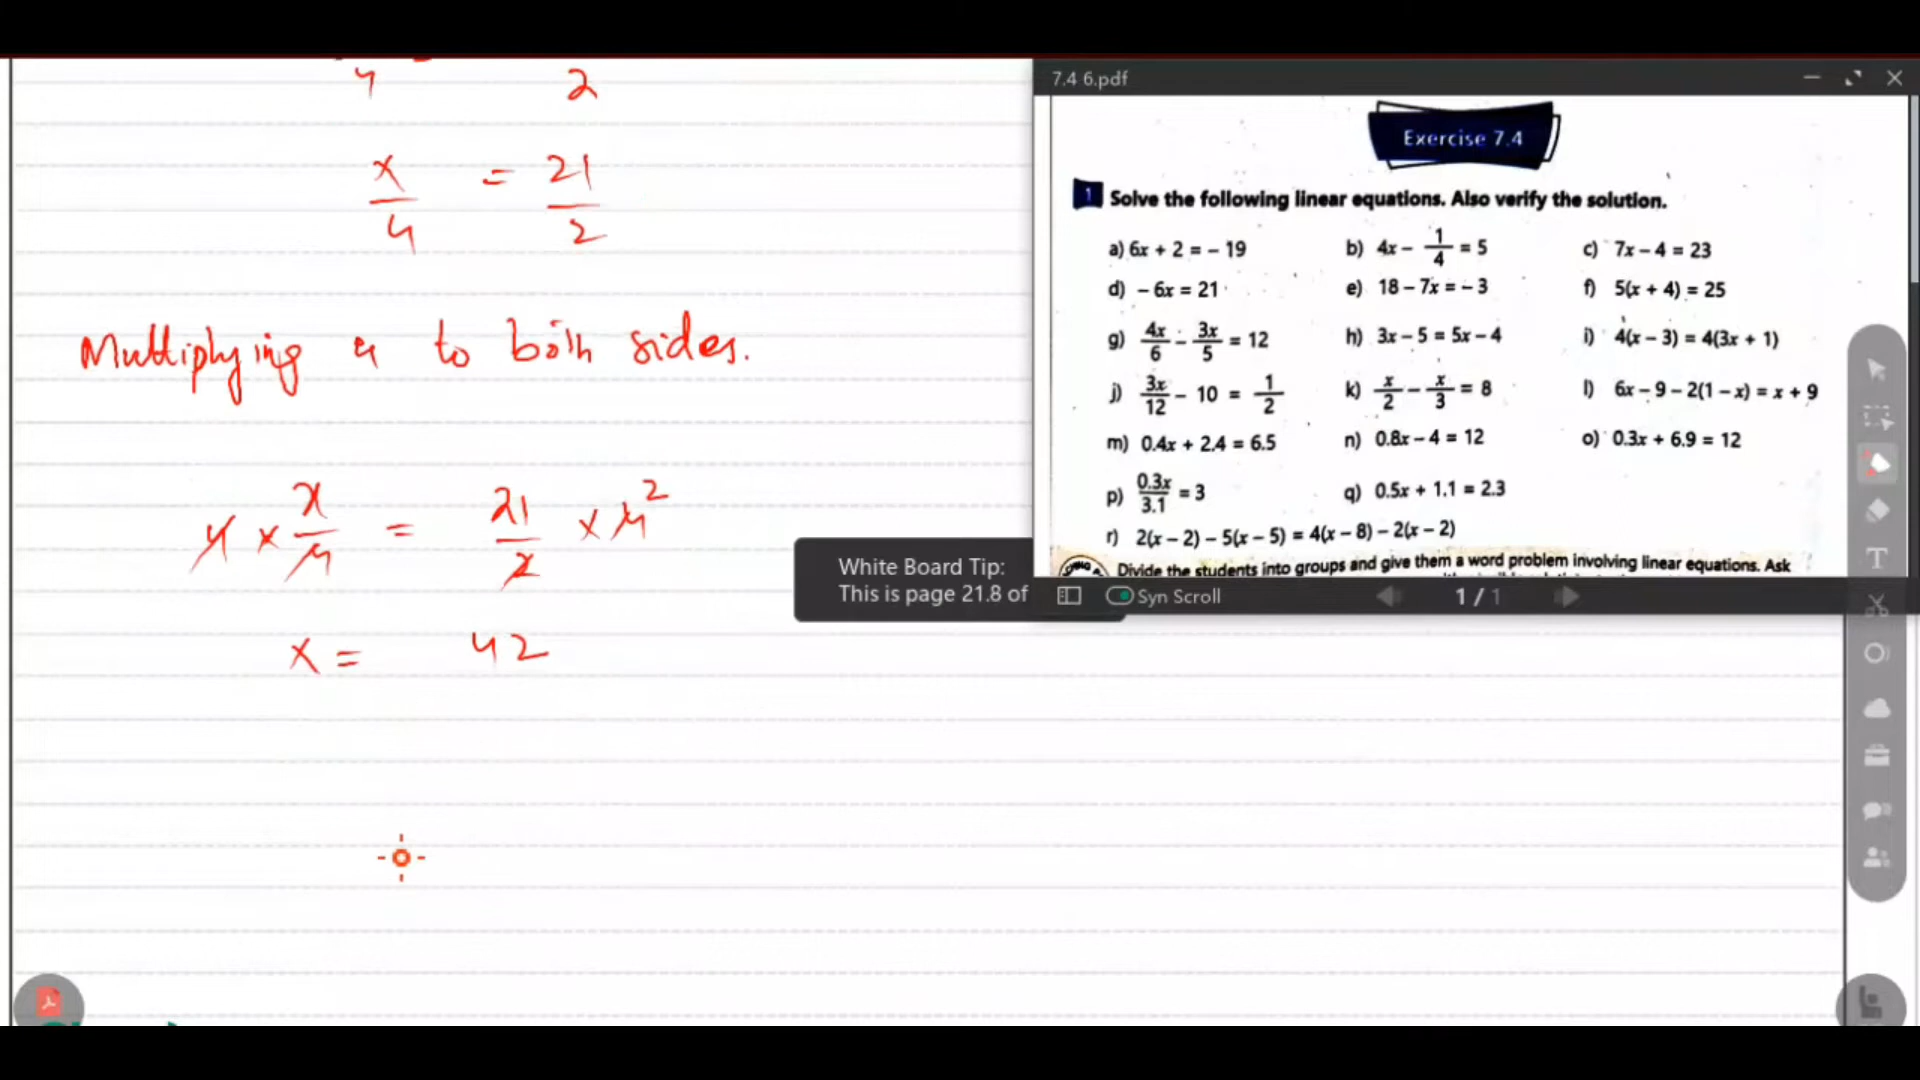 4 2
x/4 = 21/2
Multiplying 4 to both sides.
4 × x/4 = 21/2 × 4 2
x = 42
7.4 6.pdf
Exercise 7.4
1 Solve the following linear equations. Also verify the solution.
a) 6x + 2 = – 19 b) 4x – 1/4 = 5 c) 7x – 4 = 23
d) – 6x = 21 e) 18 – 7x = – 3 f) 5(x + 4) = 25
g) 4x/6 – 3x/5 = 12 h) 3x – 5 = 5x – 4 i) 4(x – 3) = 4(3x + 1)
j) 3x/12 – 10 = 1/2 k) x/2 – x/3 = 8 l) 6x – 9 – 2(1 – x) = x + 9
m) 0.4x + 2.4 = 6.5 n) 0.8x – 4 = 12 o) 0.3x + 6.9 = 12
p) 0.3x/3.1 = 3 q) 0.5x + 1.1 = 2.3
r) 2(x – 2) – 5(x – 5) = 4(x – 8) – 2(x – 2)
Divide the students into groups and give them a word problem involving linear equations. Ask
Syn Scroll 1 / 1
White Board Tip:
This is page 21.8 of
T